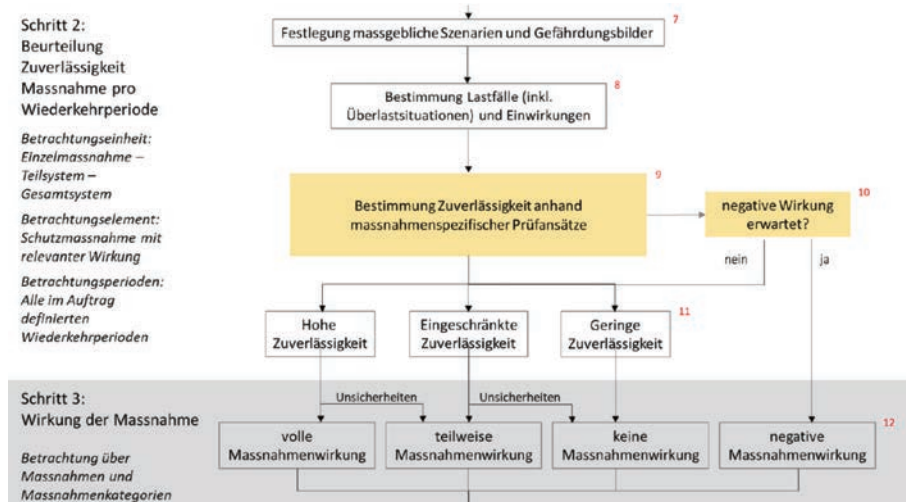 Schritt 2:
Beurteilung
Zuverlässigkeit
Massnahme pro
Wiederkehrperiode
Betrachtungseinheit:
Einzelmassnahme –
Teilsystem –
Gesamtsystem
Betrachtungselement:
Schutzmassnahme mit
relevanter Wirkung
Betrachtungsperioden:
Alle im Auftrag
definierten
Wiederkehrperioden
7
Festlegung massgebliche Szenarien und Gefährdungsbilder
8
Bestimmung Lastfälle (inkl.
Überlastsituationen) und Einwirkungen
9
Bestimmung Zuverlässigkeit anhand
massnahmenspezifischer Prüfansätze
10
negative Wirkung
erwartet?
nein
ja
11
Hohe
Zuverlässigkeit
Eingeschränkte
Zuverlässigkeit
Geringe
Zuverlässigkeit
Schritt 3:
Wirkung der Massnahme
Betrachtung über
Massnahmen und
Massnahmenkategorien
Unsicherheiten
Unsicherheiten
12
volle
Massnahmenwirkung
teilweise
Massnahmenwirkung
keine
Massnahmenwirkung
negative
Massnahmenwirkung